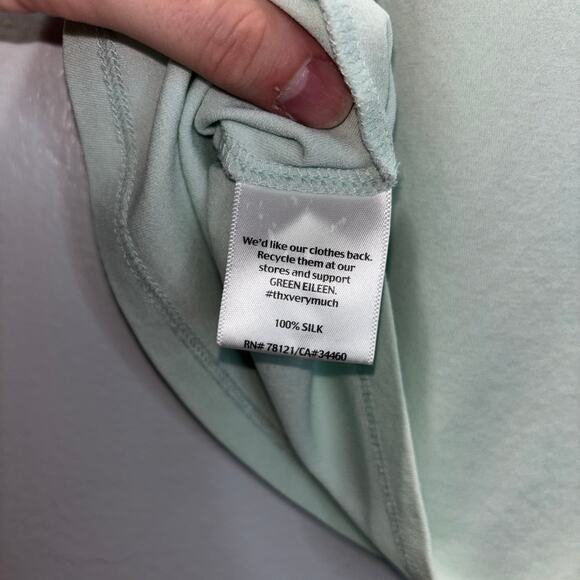 We'd like our clothes back.
Recycle them at our
stores and support
GREEN EILEEN.
#thxverymuch
100% SILK
RN# 78121/CA#34460